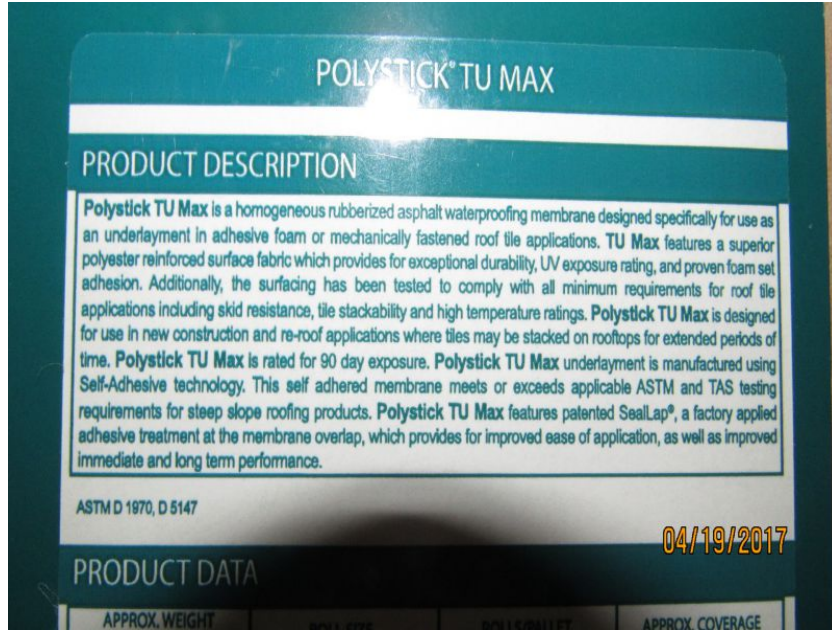 POLYSTICK® TU MAX
PRODUCT DESCRIPTION
Polystick TU Max is a homogeneous rubberized asphalt waterproofing membrane designed specifically for use as
an underlayment in adhesive foam or mechanically fastened roof tile applications. TU Max features a superior
polyester reinforced surface fabric which provides for exceptional durability, UV exposure rating, and proven foam set
adhesion. Additionally, the surfacing has been tested to comply with all minimum requirements for roof tile
applications including skid resistance, tile stackability and high temperature ratings. Polystick TU Max is designed
for use in new construction and re-roof applications where tiles may be stacked on rooftops for extended periods of
time. Polystick TU Max is rated for 90 day exposure. Polystick TU Max underlayment is manufactured using
Self-Adhesive technology. This self adhered membrane meets or exceeds applicable ASTM and TAS testing
requirements for steep slope roofing products. Polystick TU Max features patented SealLap®, a factory applied
adhesive treatment at the membrane overlap, which provides for improved ease of application, as well as improved
immediate and long term performance.
ASTM D 1970, D 5147
04/19/2017
PRODUCT DATA
APPROX. WEIGHT ROLL SIZE ROLLS/PALLET APPROX. COVERAGE